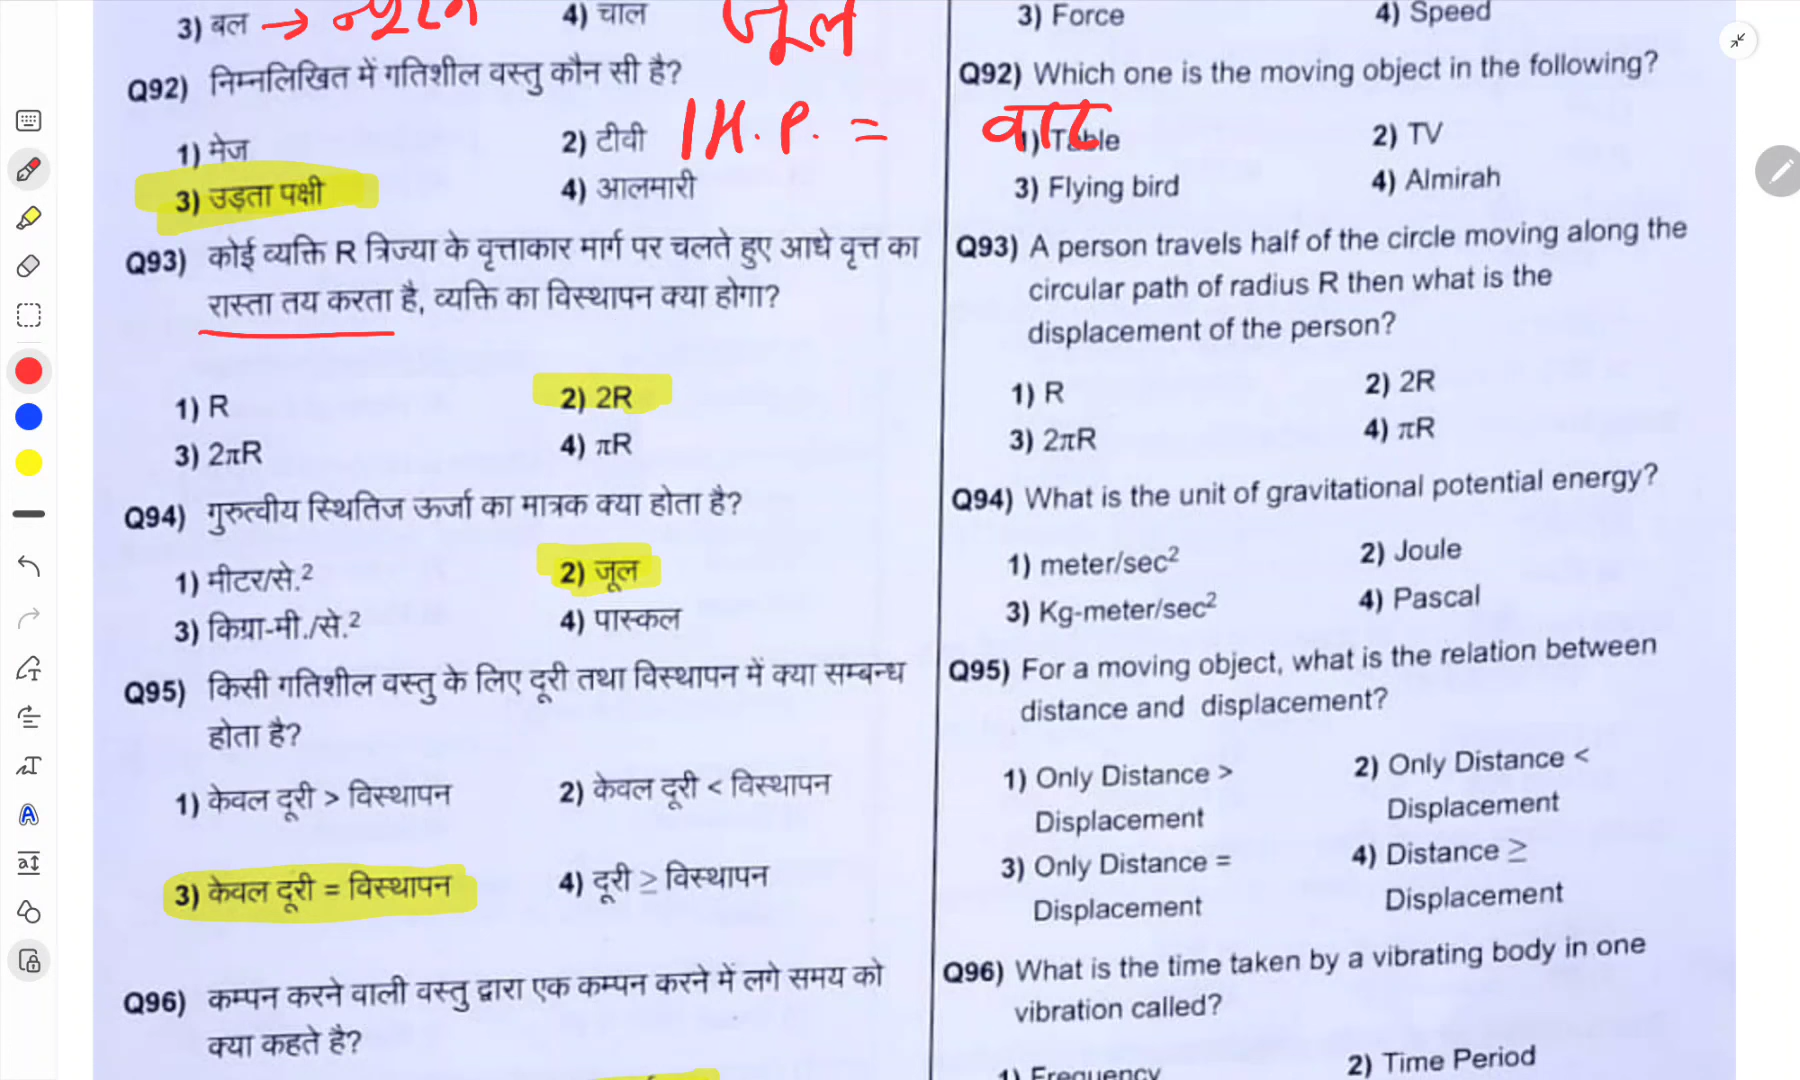 3) बल → न्यूटन
4) चाल
जूल
Q92) निम्नलिखित में गतिशील वस्तु कौन सी है?
1) मेज
2) टीवी
1 H.P. = वाट
3) उड़ता पक्षी
4) आलमारी
Q93) कोई व्यक्ति R त्रिज्या के वृत्ताकार मार्ग पर चलते हुए आधे वृत्त का
रास्ता तय करता है, व्यक्ति का विस्थापन क्या होगा?
1) R
2) 2R
3) 2πR
4) πR
Q94) गुरुत्वीय स्थितिज ऊर्जा का मात्रक क्या होता है?
1) मीटर/से.²
2) जूल
3) किग्रा-मी./से.²
4) पास्कल
Q95) किसी गतिशील वस्तु के लिए दूरी तथा विस्थापन में क्या सम्बन्ध
होता है?
1) केवल दूरी > विस्थापन
2) केवल दूरी < विस्थापन
3) केवल दूरी = विस्थापन
4) दूरी ≥ विस्थापन
Q96) कम्पन करने वाली वस्तु द्वारा एक कम्पन करने में लगे समय को
क्या कहते है?
3) Force
4) Speed
Q92) Which one is the moving object in the following?
1) Table
2) TV
3) Flying bird
4) Almirah
Q93) A person travels half of the circle moving along the
circular path of radius R then what is the
displacement of the person?
1) R
2) 2R
3) 2πR
4) πR
Q94) What is the unit of gravitational potential energy?
1) meter/sec²
2) Joule
3) Kg-meter/sec²
4) Pascal
Q95) For a moving object, what is the relation between
distance and displacement?
1) Only Distance >
Displacement
2) Only Distance <
Displacement
3) Only Distance =
Displacement
4) Distance ≥
Displacement
Q96) What is the time taken by a vibrating body in one
vibration called?
1) Frequency
2) Time Period